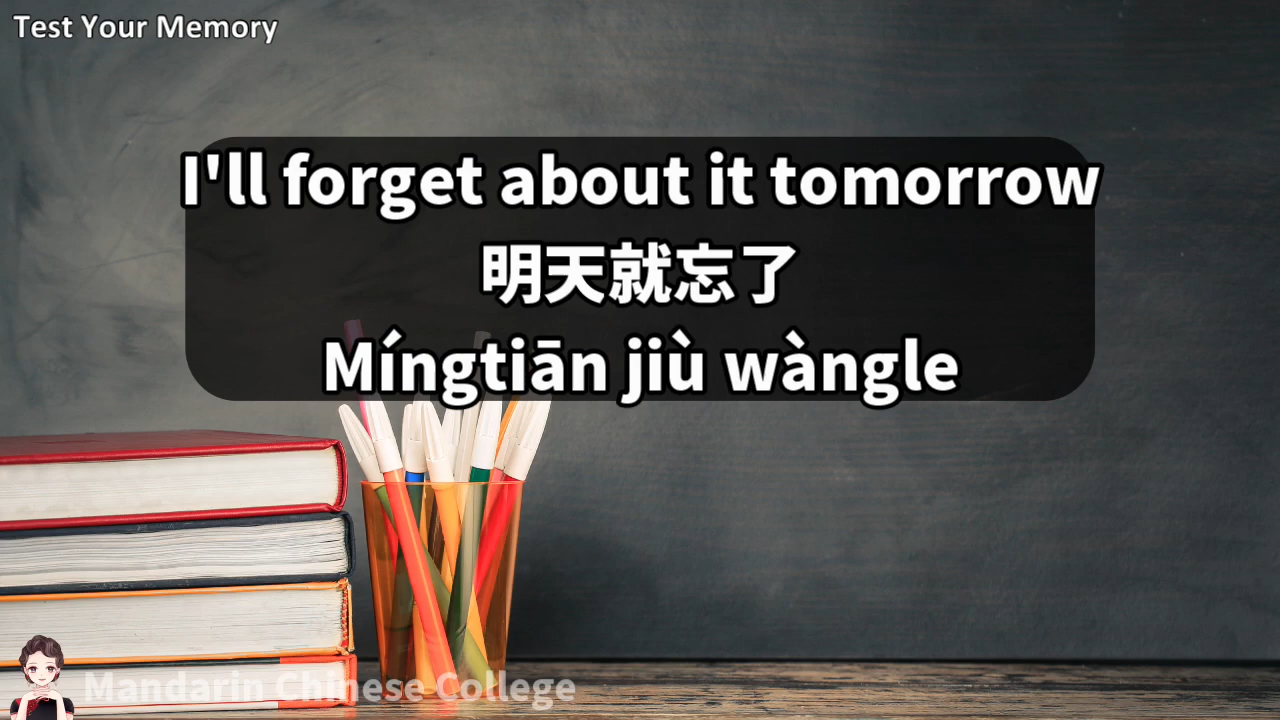 Test Your Memory
I'll forget about it tomorrow
明天就忘了
Míngtiān jiù wàngle
Mandarin Chinese College